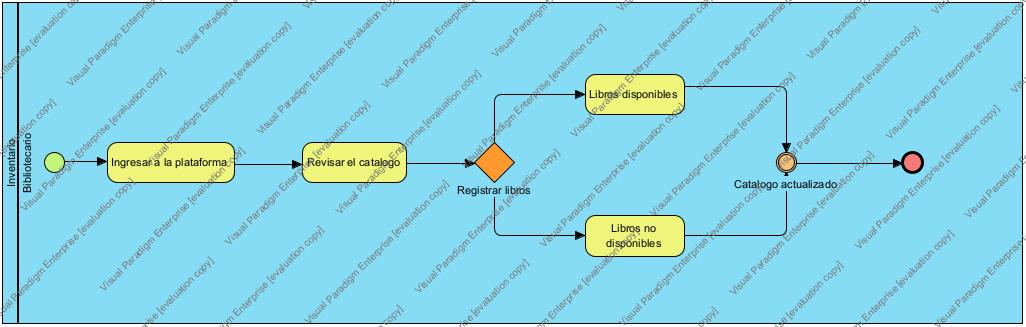 Inventario
Bibliotecario
Ingresar a la plataforma
Revisar el catalogo
Registrar libros
Libros disponibles
Libros no
disponibles
Catalogo actualizado
Visual Paradigm Enterprise [evaluation copy]